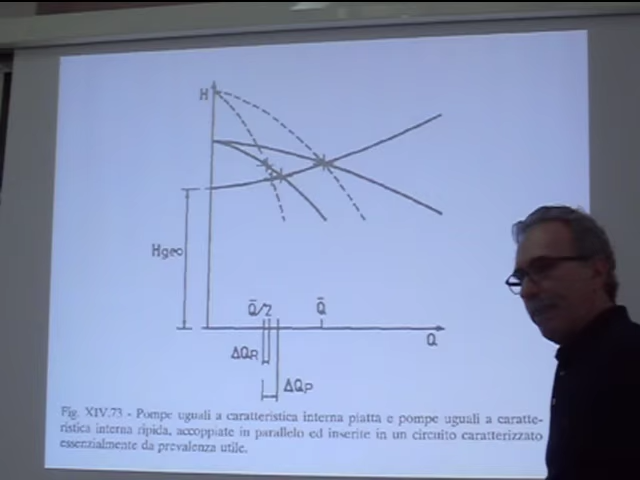 H
Hgeo
Q̄/2
Q̄
Q
ΔQR
ΔQP
Fig. XIV.73 - Pompe uguali a caratteristica interna piatta e pompe uguali a caratte-
ristica interna ripida, accoppiate in parallelo ed inserite in un circuito caratterizzato
essenzialmente da prevalenza utile.